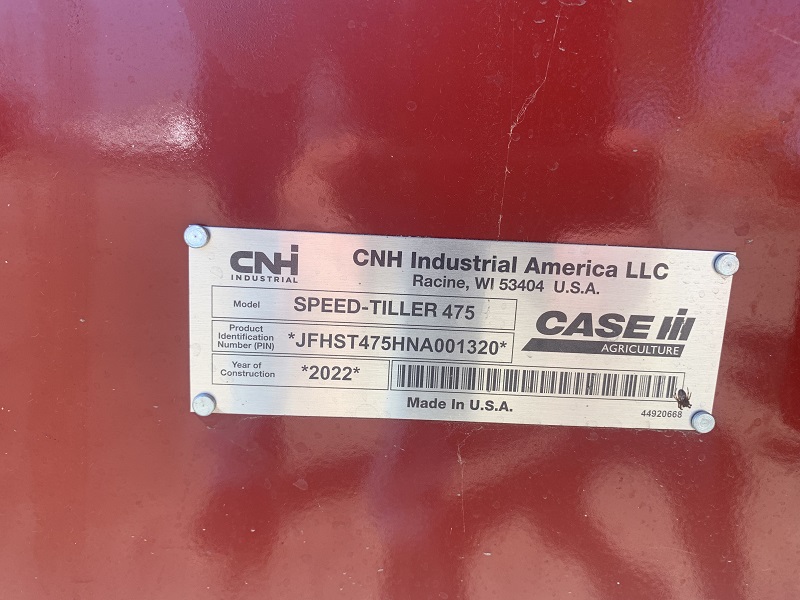 CNH
INDUSTRIAL
CNH Industrial America LLC
Racine, WI 53404 U.S.A.
Model
SPEED-TILLER 475
Product
Identification
Number (PIN)
*JFHST475HNA001320*
CASE IH
AGRICULTURE
Year of
Construction
*2022*
Made In U.S.A.
44920668